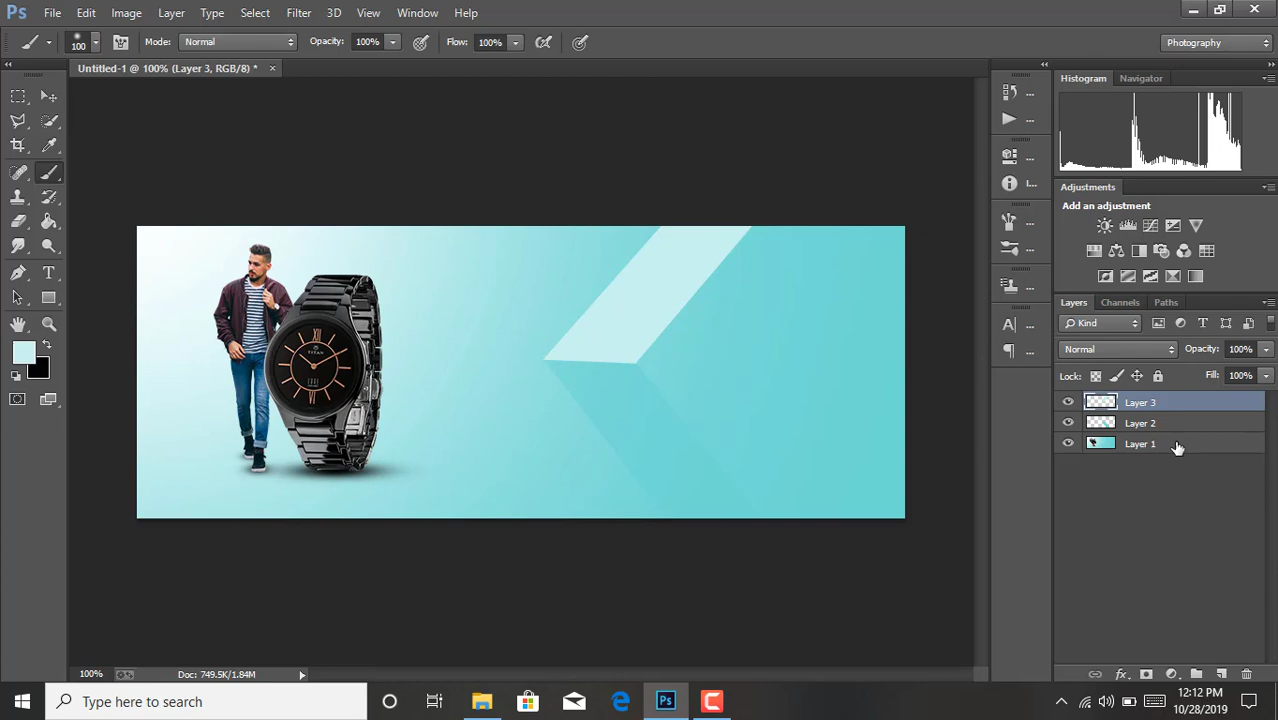 Ps File Edit Image Layer Type Select Filter 3D View Window Help
100 Mode: Normal Opacity: 100% Flow: 100% Photography
Untitled-1 @ 100% (Layer 3, RGB/8) * ×
Histogram Navigator
...
...
...
I...
Adjustments
Add an adjustment
...
...
...
Layers Channels Paths
Kind
Normal Opacity: 100%
Lock: Fill: 100%
Layer 3
Layer 2
Layer 1
TITAN
100% Doc: 749.5K/1.84M
Type here to search
Ps
12:12 PM
10/28/2019